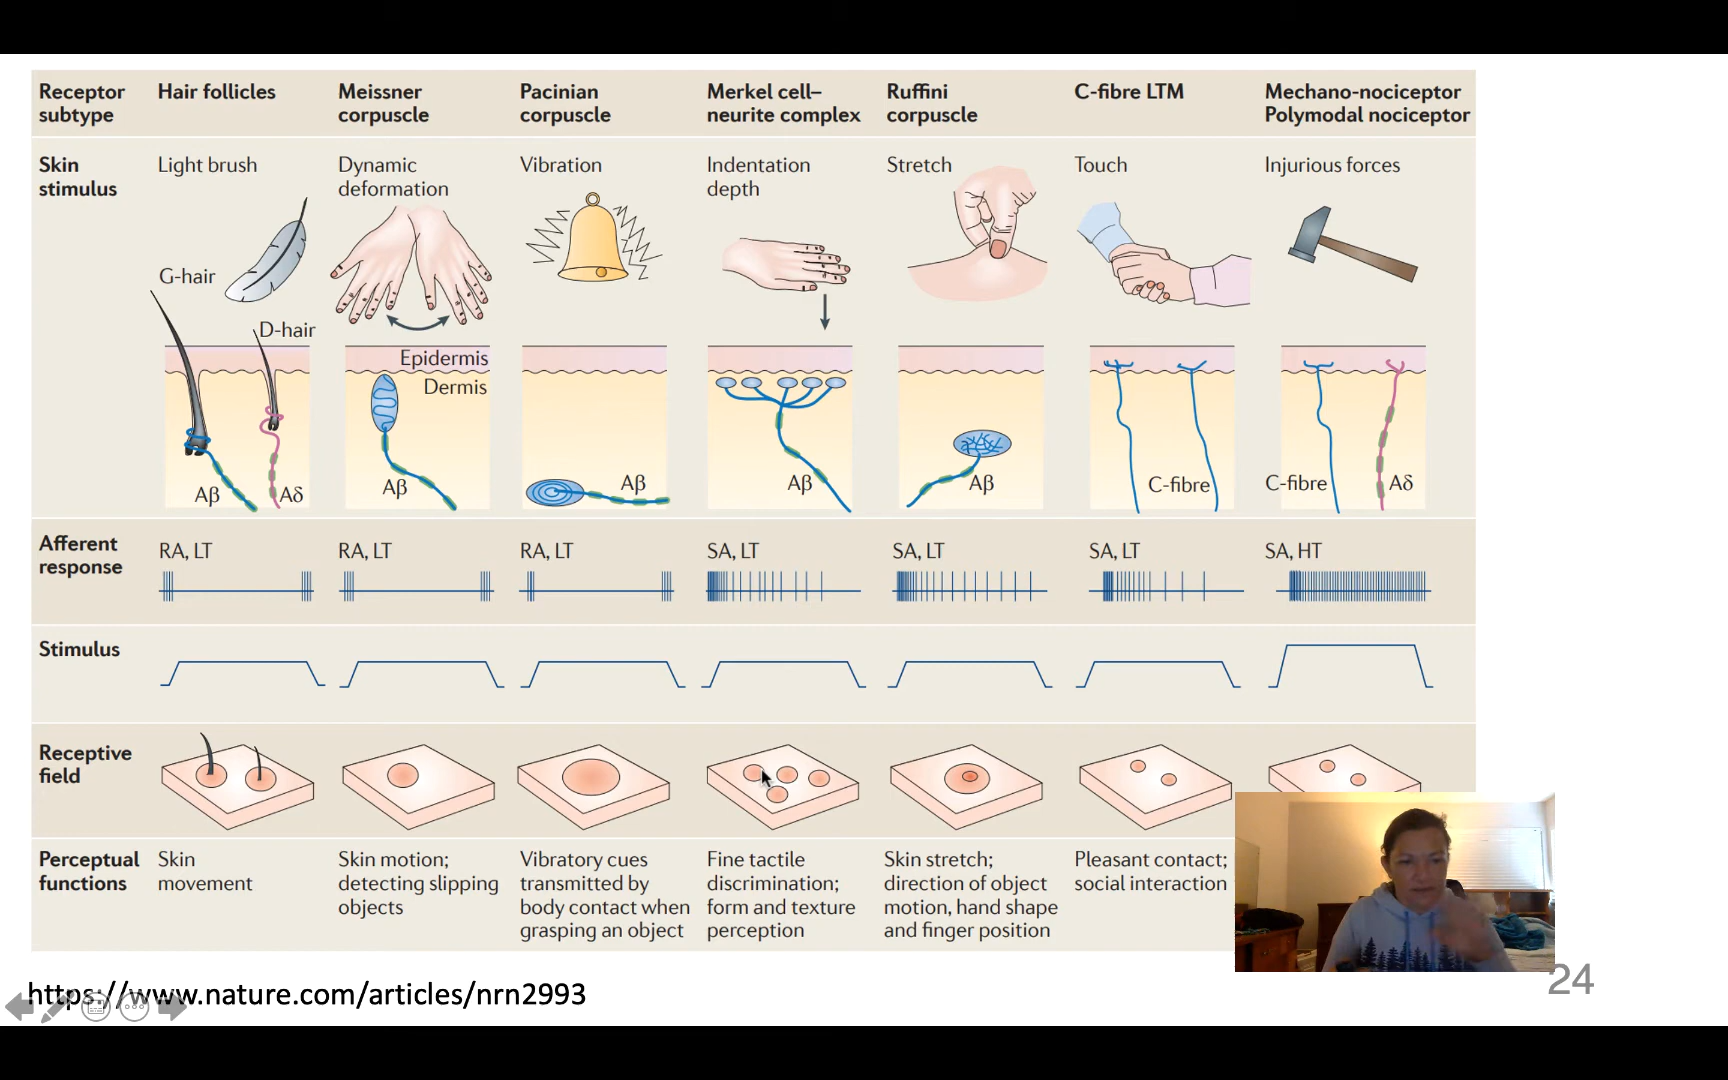 Receptor subtype
Hair follicles
Meissner corpuscle
Pacinian corpuscle
Merkel cell–neurite complex
Ruffini corpuscle
C-fibre LTM
Mechano-nociceptor
Polymodal nociceptor
Skin stimulus
Light brush
Dynamic deformation
Vibration
Indentation depth
Stretch
Touch
Injurious forces
G-hair
D-hair
Epidermis
Dermis
Aβ
Aδ
Aβ
Aβ
Aβ
Aβ
C-fibre
C-fibre
Aδ
Afferent response
RA, LT
RA, LT
RA, LT
SA, LT
SA, LT
SA, LT
SA, HT
Stimulus
Receptive field
Perceptual functions
Skin movement
Skin motion; detecting slipping objects
Vibratory cues transmitted by body contact when grasping an object
Fine tactile discrimination; form and texture perception
Skin stretch; direction of object motion, hand shape and finger position
Pleasant contact; social interaction
https://www.nature.com/articles/nrn2993
24